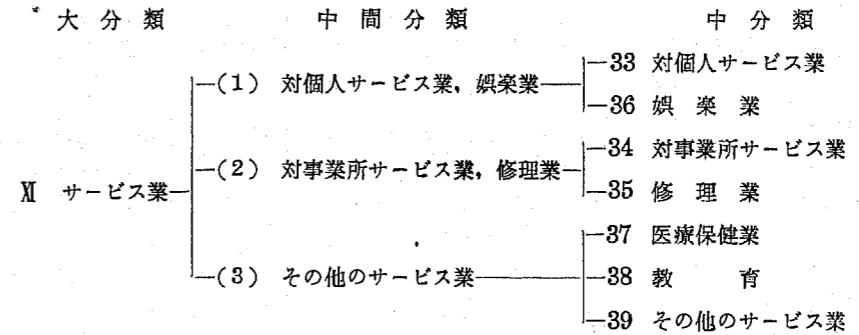 大分類 中間分類 中分類
33 対個人サービス業
(1) 対個人サービス業，娯楽業
36 娯楽業
34 対事業所サービス業
(2) 対事業所サービス業，修理業
XI サービス業
35 修理業
37 医療保健業
(3) その他のサービス業 38 教育
39 その他のサービス業